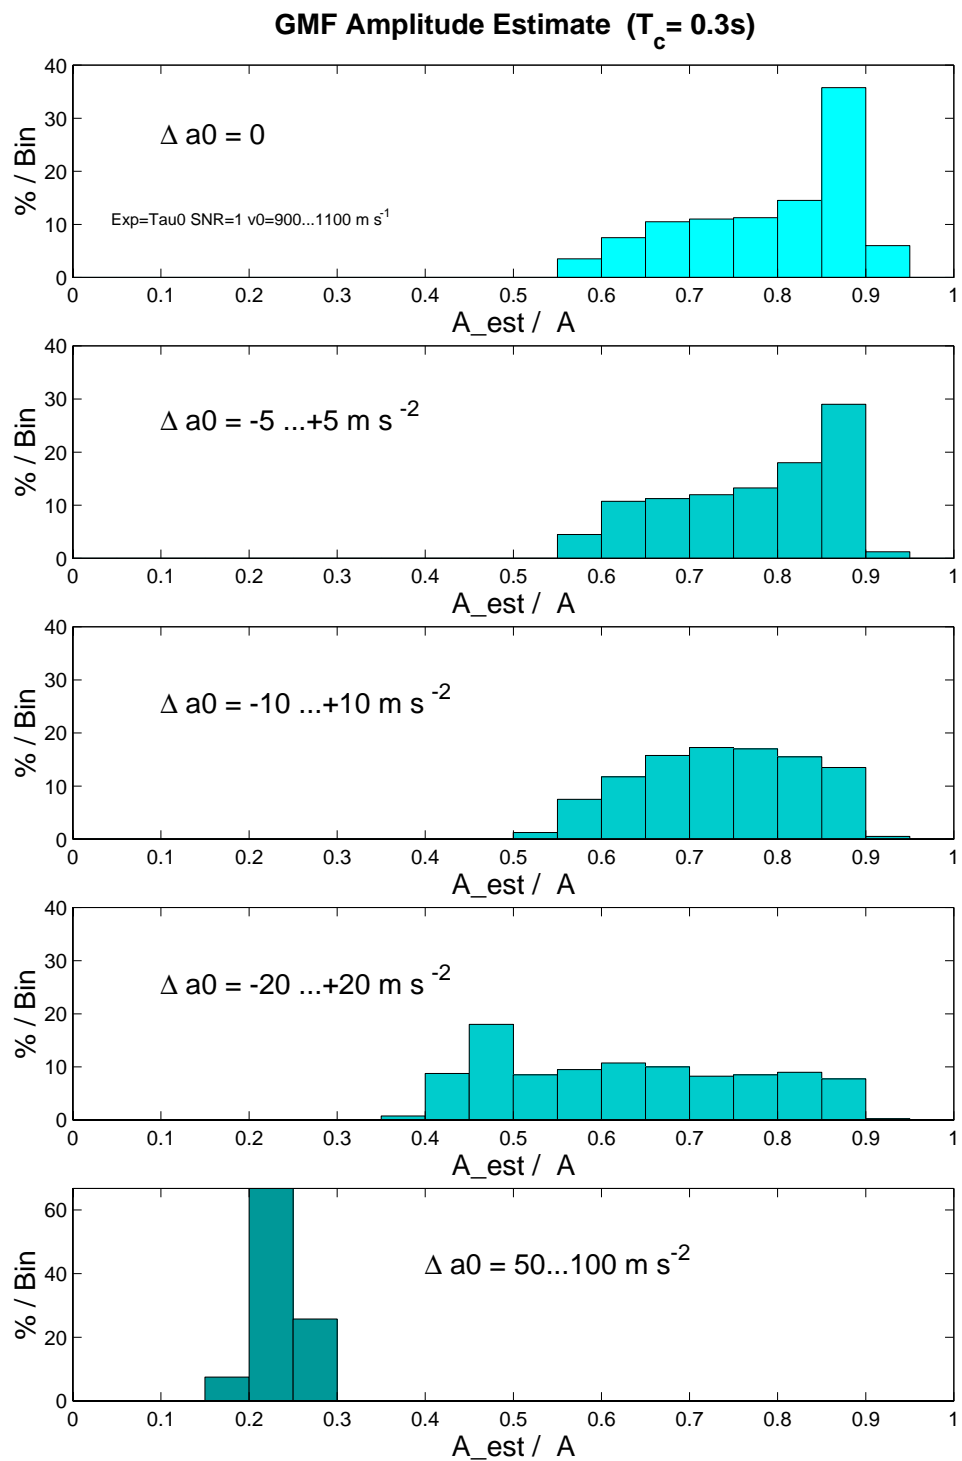 GMF Amplitude Estimate (T_c= 0.3s)
40
30
20
10
0
% / Bin
Δ a0 = 0
Exp=Tau0 SNR=1 v0=900...1100 m s^-1
0 0.1 0.2 0.3 0.4 0.5 0.6 0.7 0.8 0.9 1
A_est / A
40
30
20
10
0
% / Bin
Δ a0 = -5 ...+5 m s^-2
0 0.1 0.2 0.3 0.4 0.5 0.6 0.7 0.8 0.9 1
A_est / A
40
30
20
10
0
% / Bin
Δ a0 = -10 ...+10 m s^-2
0 0.1 0.2 0.3 0.4 0.5 0.6 0.7 0.8 0.9 1
A_est / A
40
30
20
10
0
% / Bin
Δ a0 = -20 ...+20 m s^-2
0 0.1 0.2 0.3 0.4 0.5 0.6 0.7 0.8 0.9 1
A_est / A
60
40
20
0
% / Bin
Δ a0 = 50...100 m s^-2
0 0.1 0.2 0.3 0.4 0.5 0.6 0.7 0.8 0.9 1
A_est / A